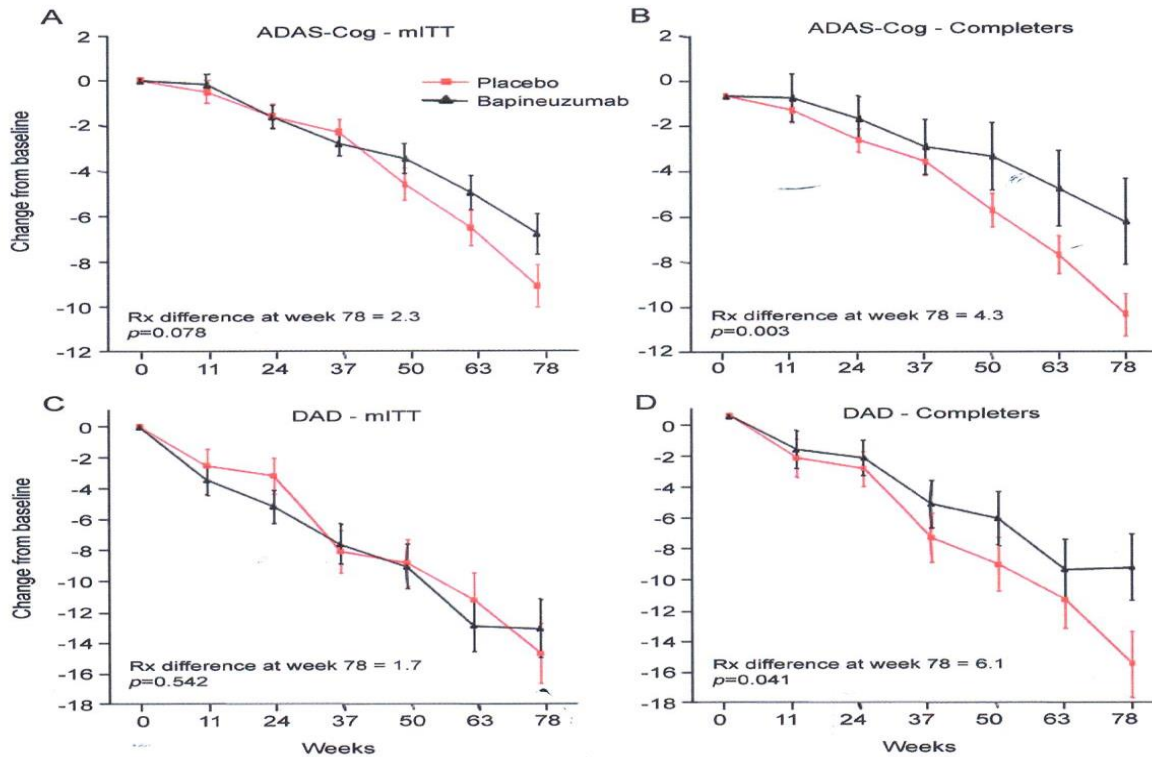 A
ADAS-Cog - mITT
2
0
-2
-4
-6
-8
-10
-12
Change from baseline
Placebo
Bapineuzumab
Rx difference at week 78 = 2.3
p=0.078
0 11 24 37 50 63 78
B
ADAS-Cog - Completers
2
0
-2
-4
-6
-8
-10
-12
Rx difference at week 78 = 4.3
p=0.003
0 11 24 37 50 63 78
C
DAD - mITT
0
-2
-4
-6
-8
-10
-12
-14
-16
-18
Change from baseline
Rx difference at week 78 = 1.7
p=0.542
0 11 24 37 50 63 78
Weeks
D
DAD - Completers
0
-2
-4
-6
-8
-10
-12
-14
-16
-18
Rx difference at week 78 = 6.1
p=0.041
0 11 24 37 50 63 78
Weeks